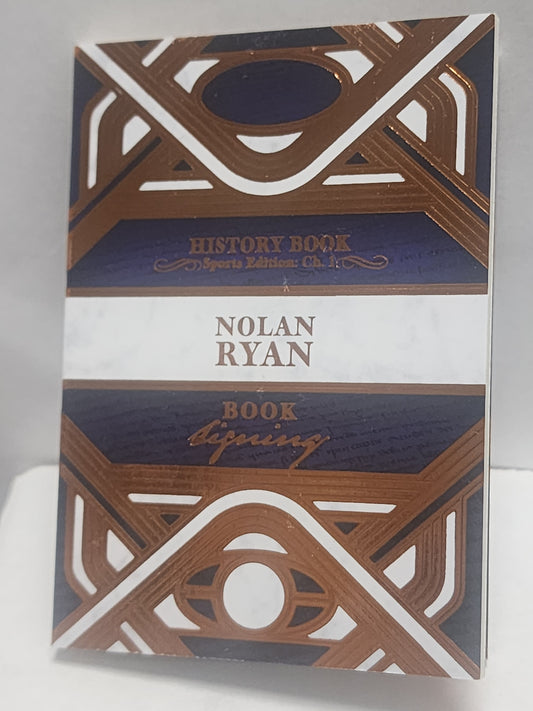 HISTORY BOOK
Sports Edition: Ch. 1
NOLAN
RYAN
BOOK
Signing